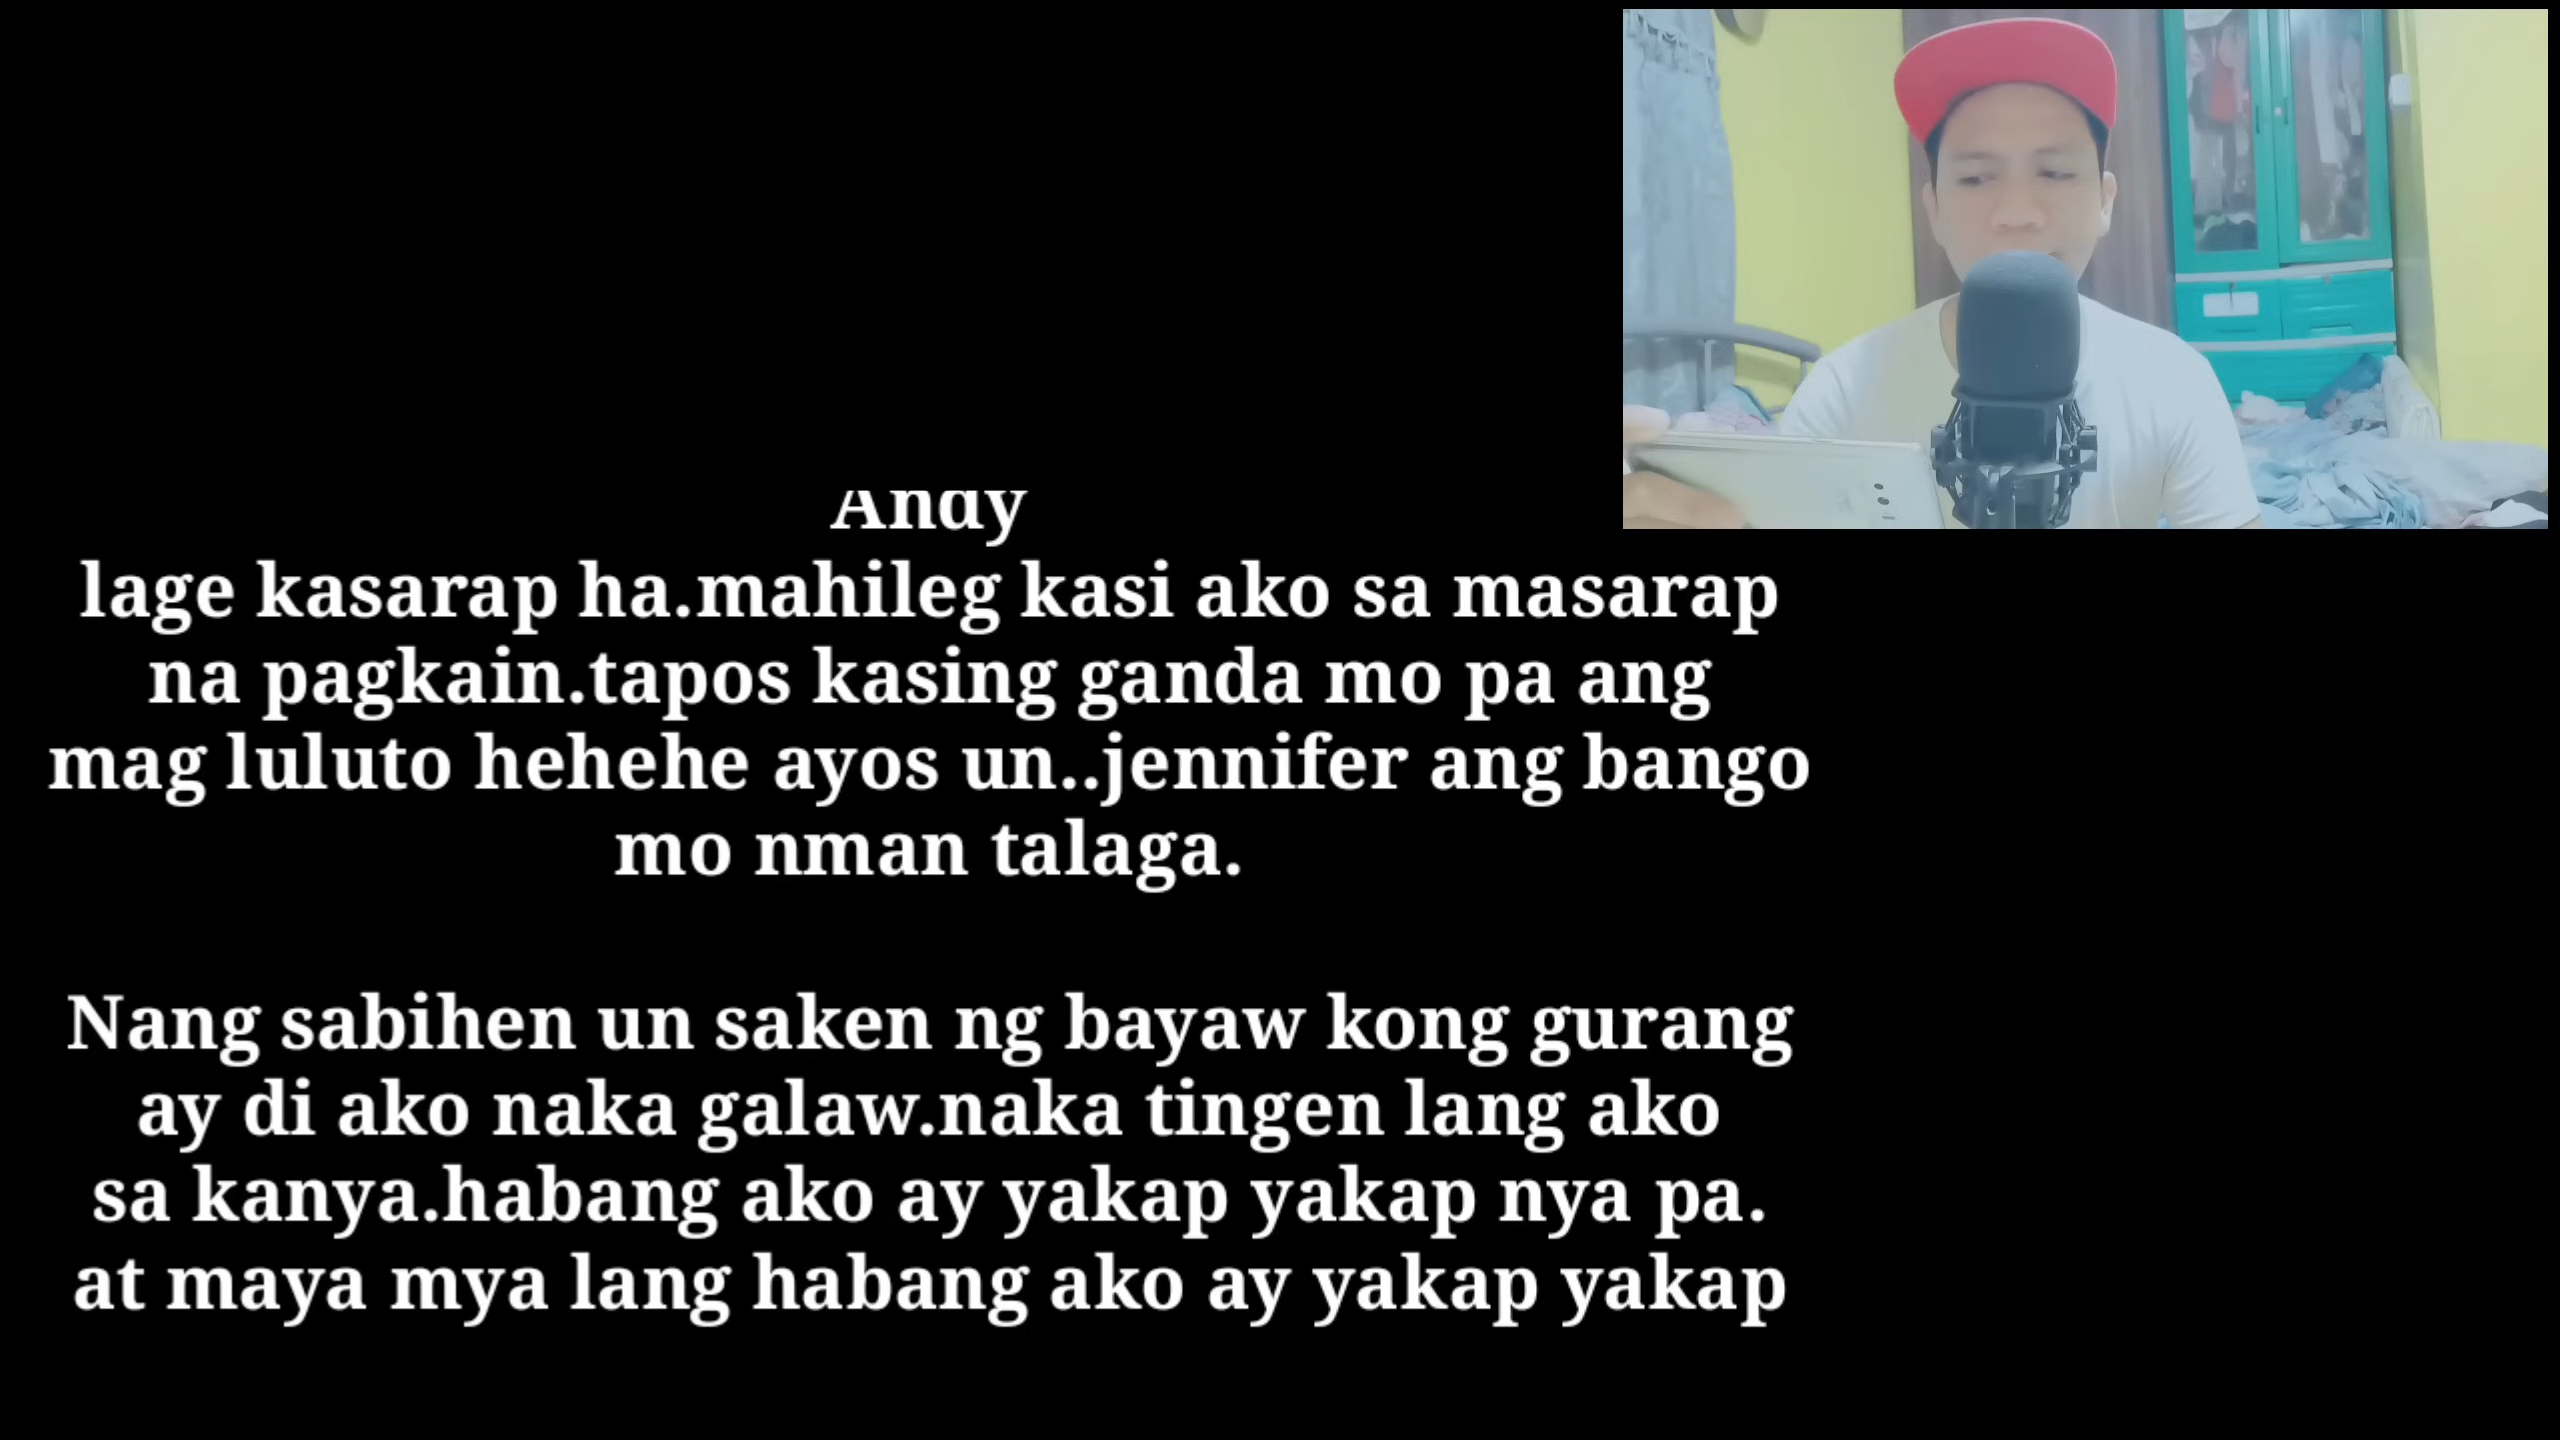 Andy
lage kasarap ha.mahileg kasi ako sa masarap
na pagkain.tapos kasing ganda mo pa ang
mag luluto hehehe ayos un..jennifer ang bango
mo nman talaga.
Nang sabihen un saken ng bayaw kong gurang
ay di ako naka galaw.naka tingen lang ako
sa kanya.habang ako ay yakap yakap nya pa.
at maya mya lang habang ako ay yakap yakap